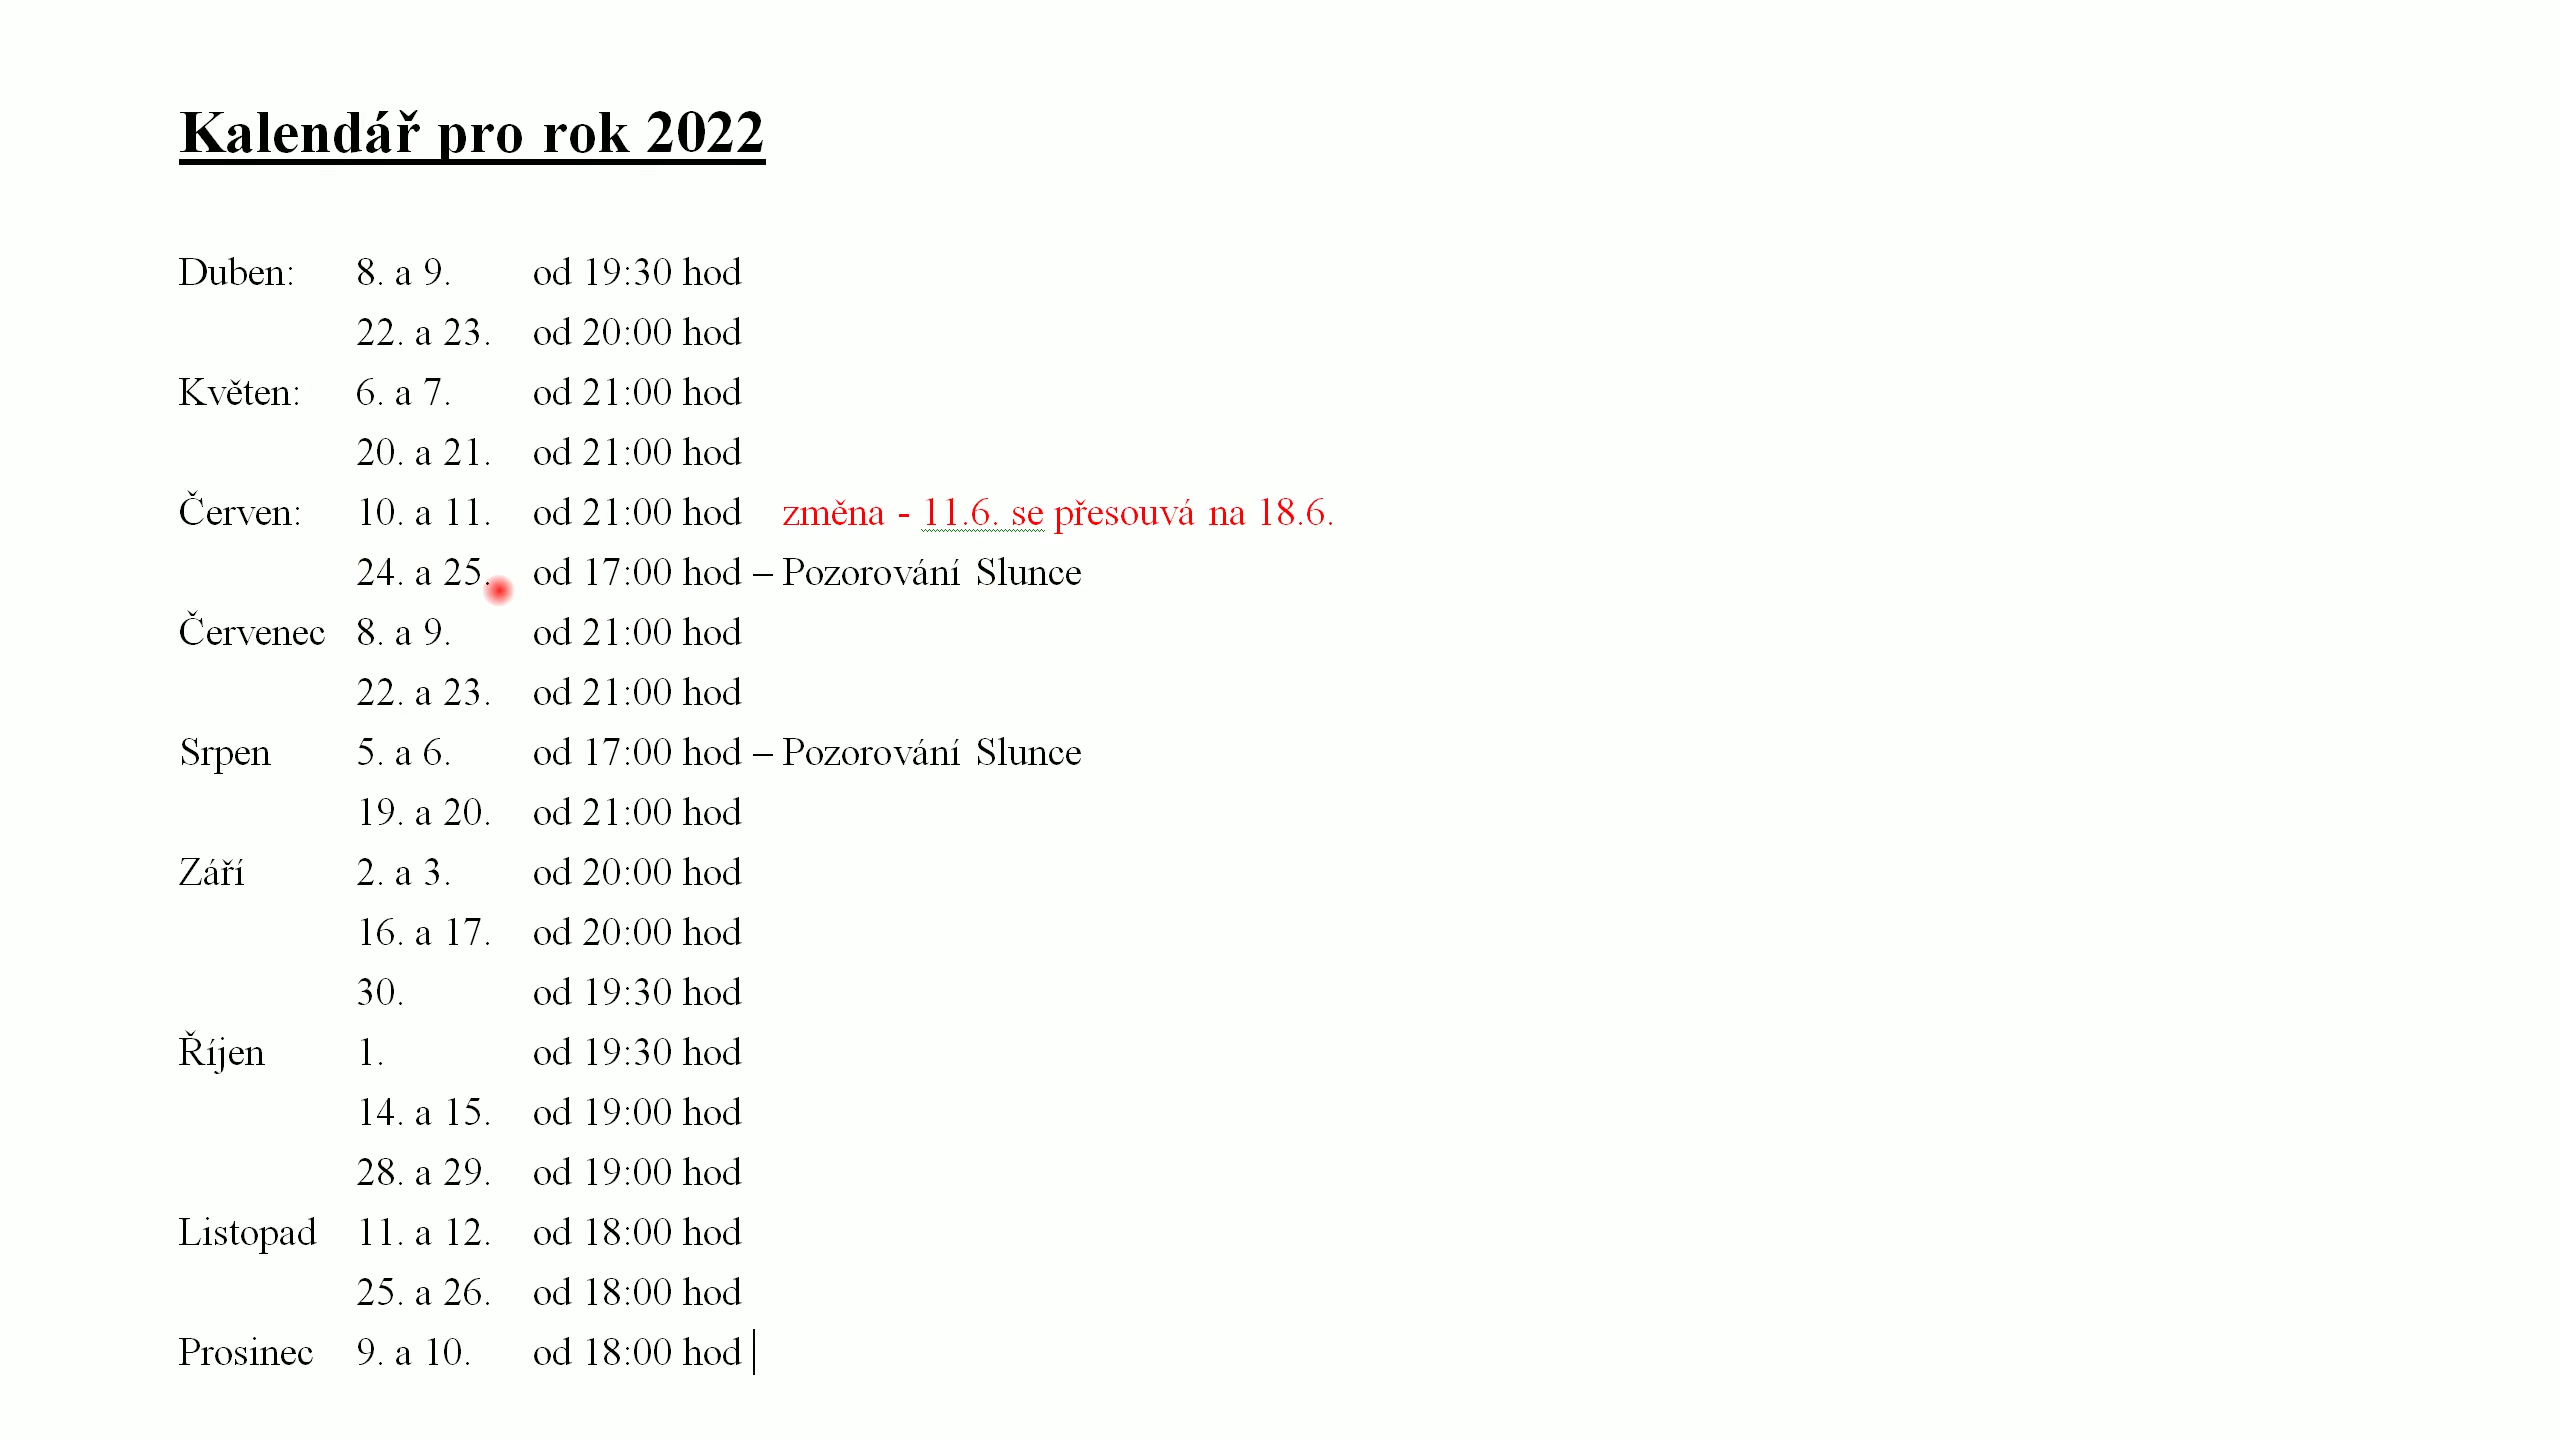 Kalendář pro rok 2022
Duben: 8. a 9. od 19:30 hod
22. a 23. od 20:00 hod
Květen: 6. a 7. od 21:00 hod
20. a 21. od 21:00 hod
Červen: 10. a 11. od 21:00 hod změna - 11.6. se přesouvá na 18.6.
24. a 25. od 17:00 hod – Pozorování Slunce
Červenec 8. a 9. od 21:00 hod
22. a 23. od 21:00 hod
Srpen 5. a 6. od 17:00 hod – Pozorování Slunce
19. a 20. od 21:00 hod
Září 2. a 3. od 20:00 hod
16. a 17. od 20:00 hod
30. od 19:30 hod
Říjen 1. od 19:30 hod
14. a 15. od 19:00 hod
28. a 29. od 19:00 hod
Listopad 11. a 12. od 18:00 hod
25. a 26. od 18:00 hod
Prosinec 9. a 10. od 18:00 hod